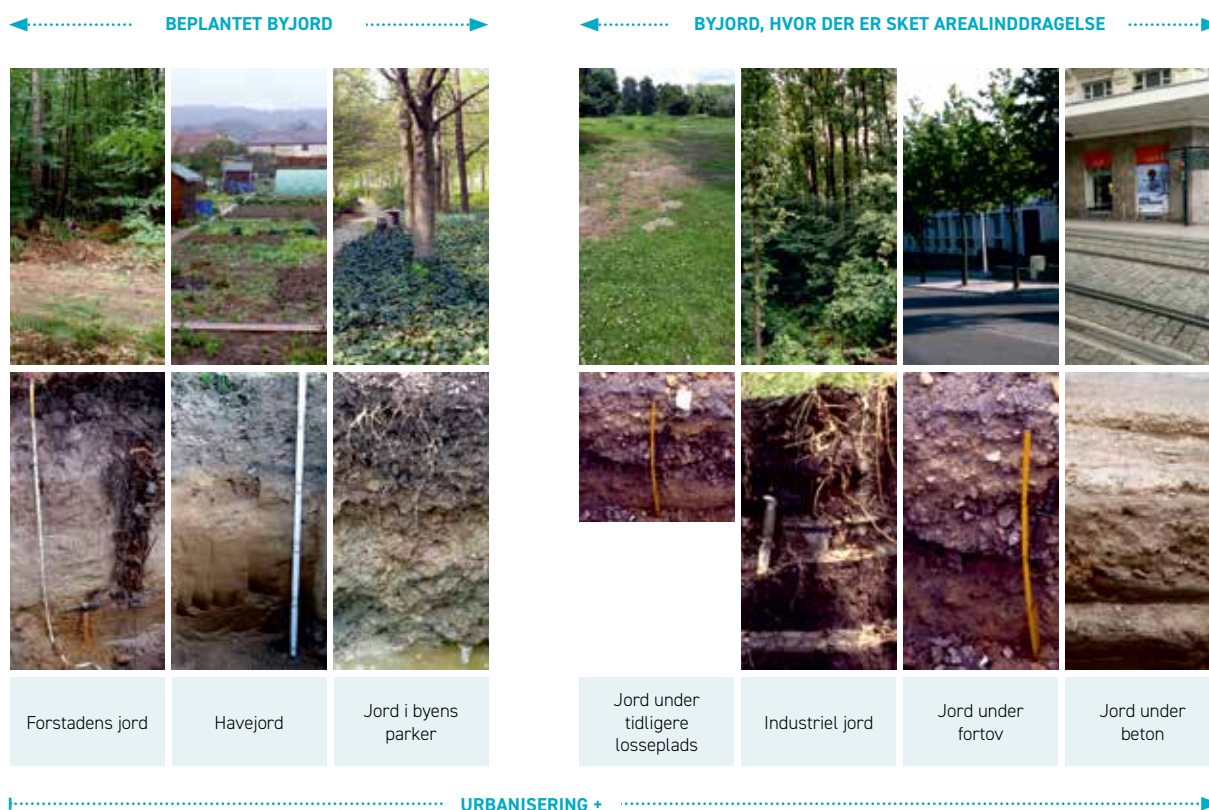 BEPLANTET BYJORD
BYJORD, HVOR DER ER SKET AREALINDDRAGELSE
Forstadens jord
Havejord
Jord i byens
parker
Jord under
tidligere
losseplads
Industriel jord
Jord under
fortov
Jord under
beton
URBANISERING +